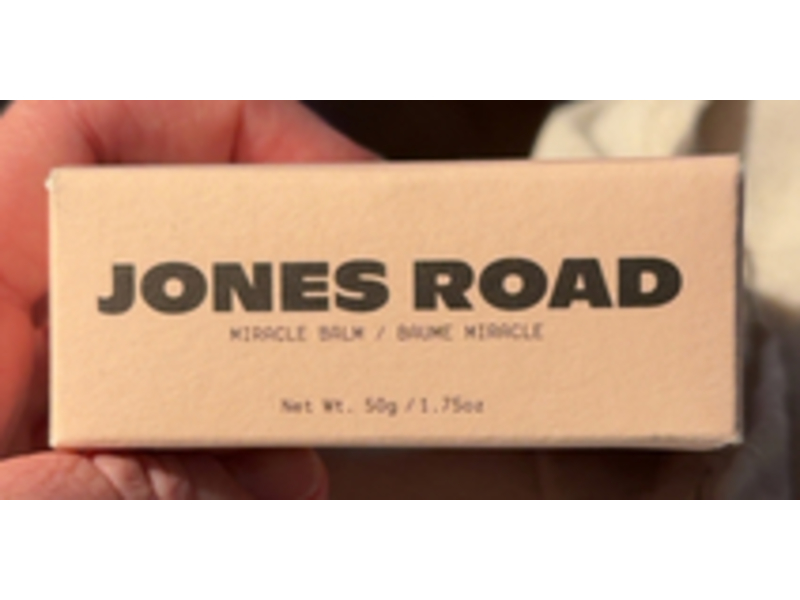 JONES ROAD
MIRACLE BALM / BAUME MIRACLE
Net Wt. 50g / 1.75oz